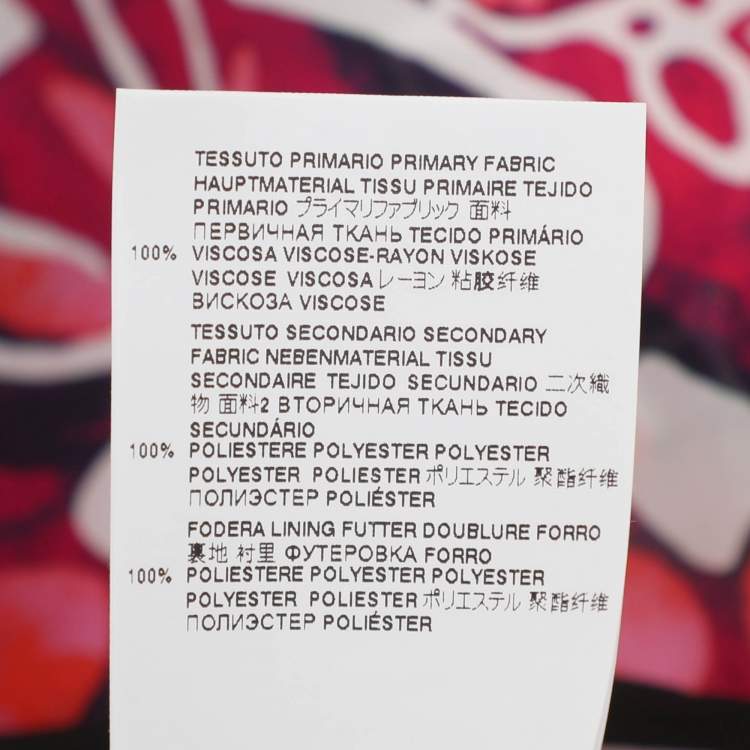 TESSUTO PRIMARIO PRIMARY FABRIC
HAUPTMATERIAL TISSU PRIMAIRE TEJIDO
PRIMARIO プライマリファブリック 面料
ПЕРВИЧНАЯ ТКАНЬ TECIDO PRIMÁRIO
100% VISCOSA VISCOSE-RAYON VISKOSE
VISCOSE VISCOSA レーヨン 粘胶纤维
ВИСКОЗА VISCOSE
TESSUTO SECONDARIO SECONDARY
FABRIC NEBENMATERIAL TISSU
SECONDAIRE TEJIDO SECUNDARIO 二次織
物 面料2 ВТОРИЧНАЯ ТКАНЬ TECIDO
SECUNDÁRIO
100% POLIESTERE POLYESTER POLYESTER
POLYESTER POLIESTER ポリエステル 聚酯纤维
ПОЛИЭСТЕР POLIÉSTER
FODERA LINING FUTTER DOUBLURE FORRO
裏地 衬里 ФУТЕРОВКА FORRO
100% POLIESTERE POLYESTER POLYESTER
POLYESTER POLIESTER ポリエステル 聚酯纤维
ПОЛИЭСТЕР POLIÉSTER